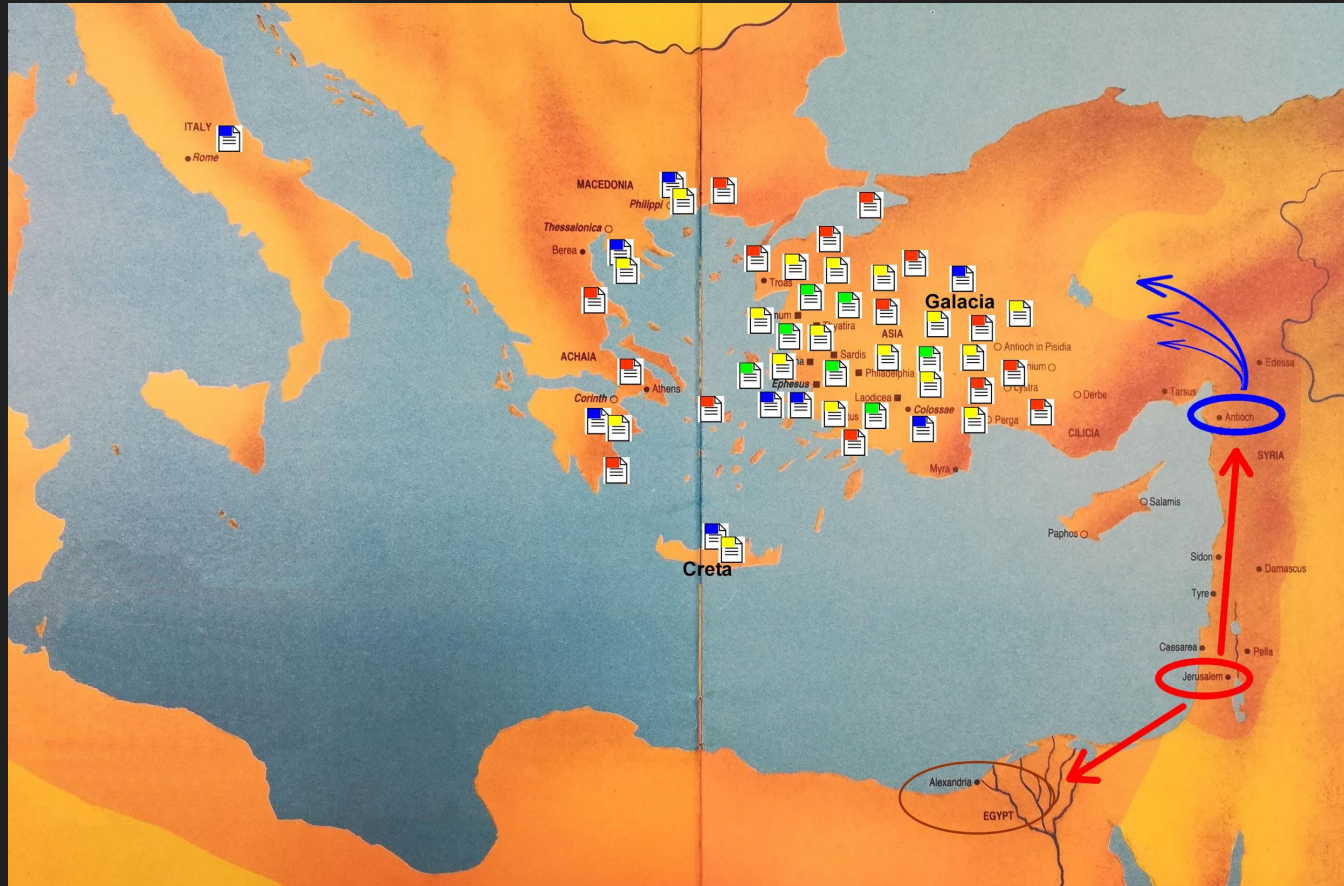 ITALY
Rome
MACEDONIA
Philippi
Thessalonica
Berea
Troas
Galacia
ASIA
Sardis
Antioch in Pisidia
Edessa
ACHAIA
Athens
Philadelphia
Ephesus
Lystra
Derbe
Tarsus
Corinth
Laodicea
Colossae
Antioch
Perga
CILICIA
SYRIA
Myra
Salamis
Paphos
Sidon
Damascus
Creta
Tyre
Caesarea
Pella
Jerusalem
Alexandria
EGYPT